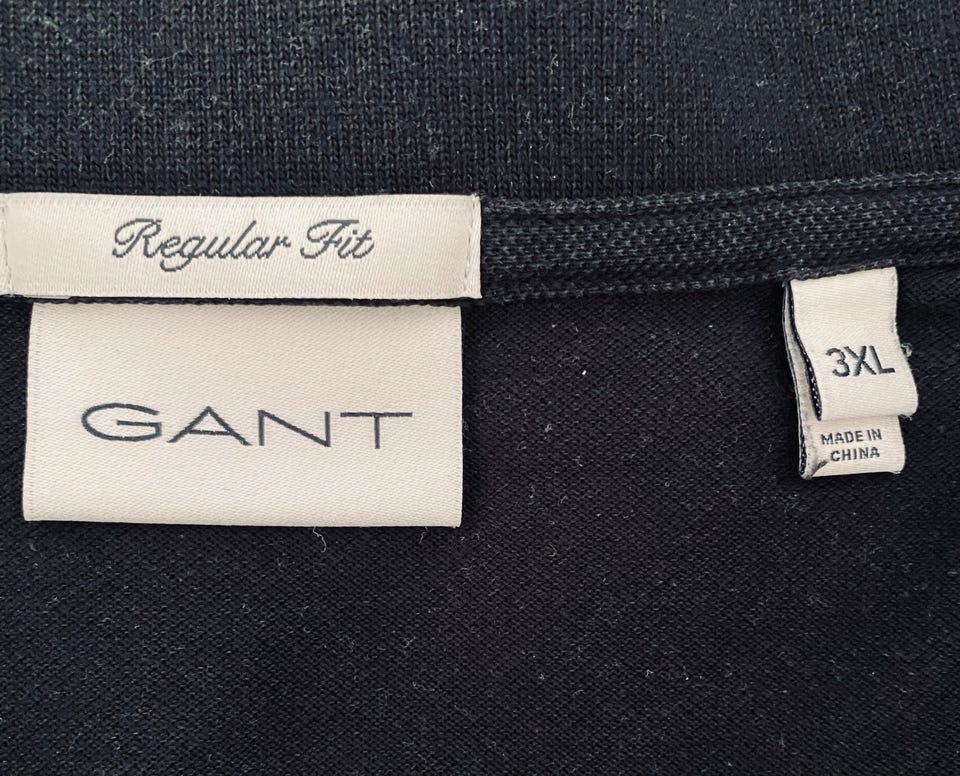 Regular Fit
GANT
3XL
MADE IN
CHINA